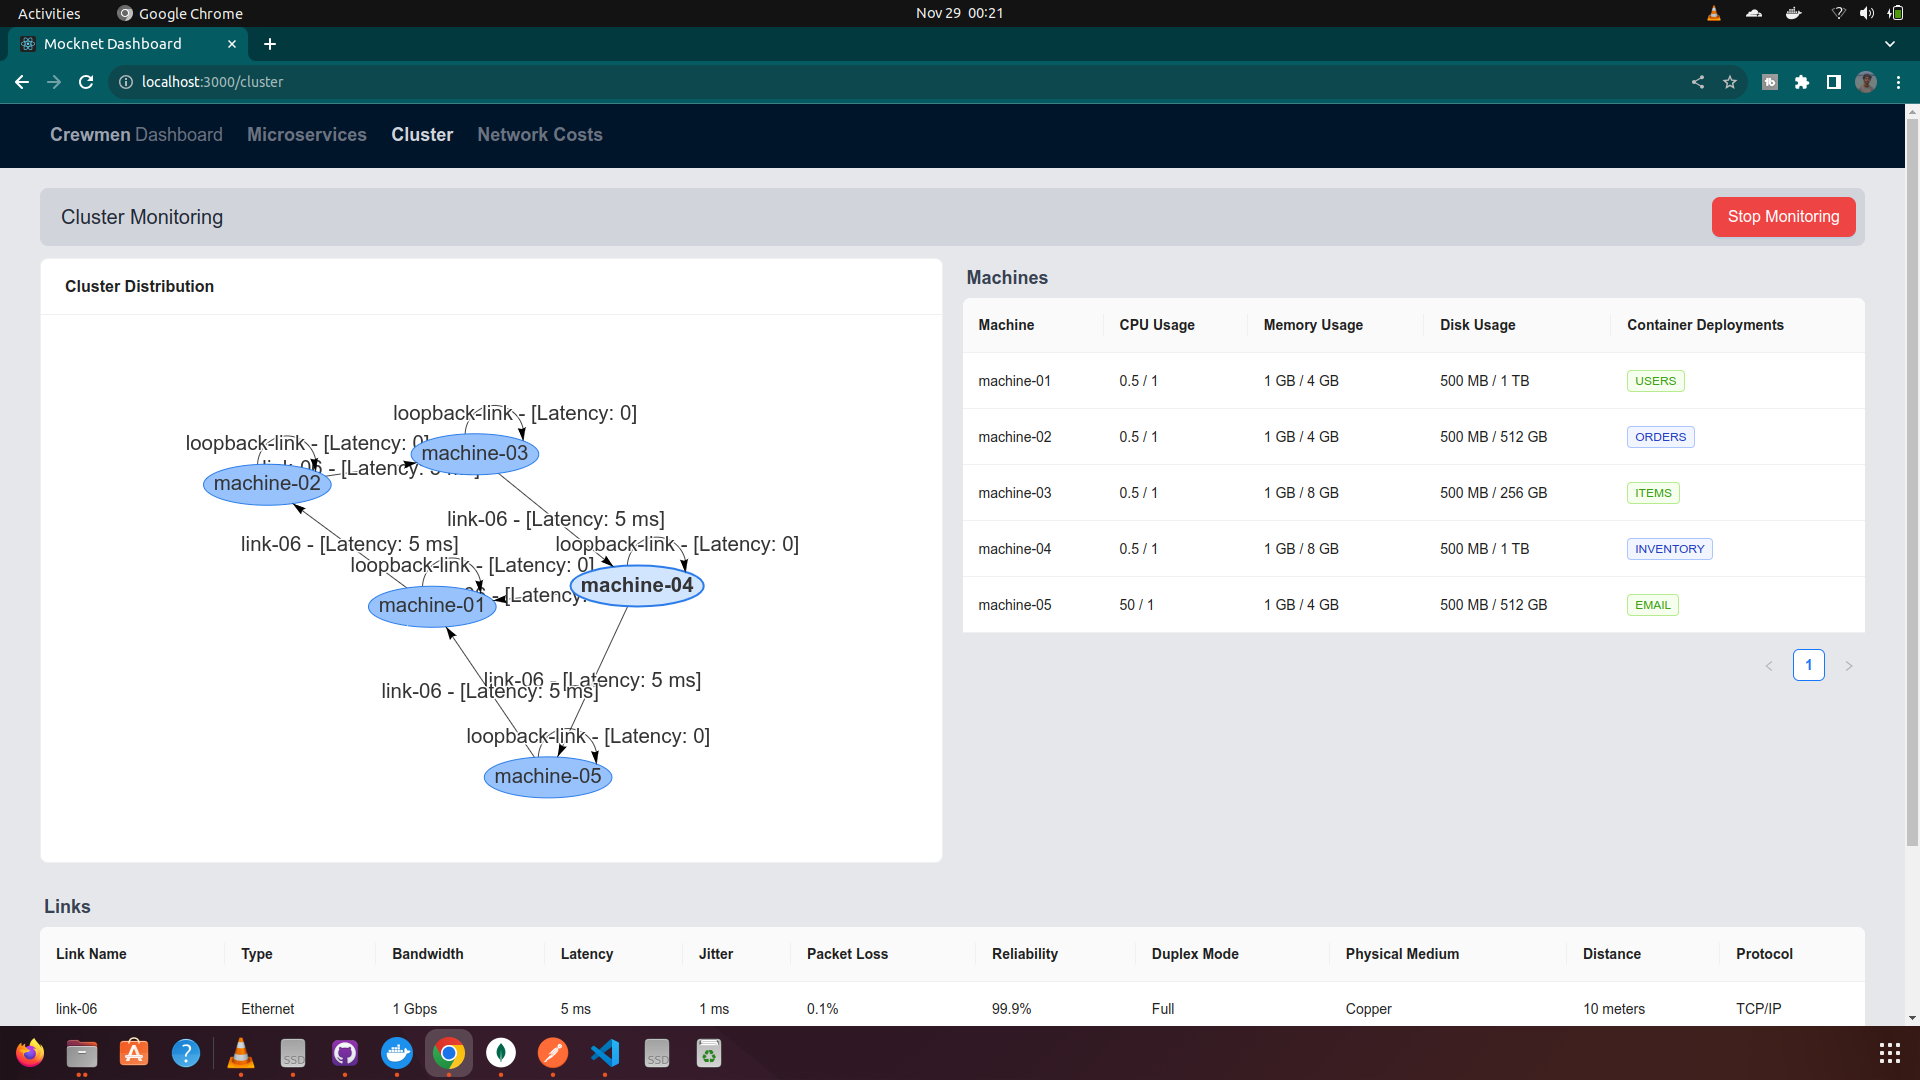 Activities Google Chrome Nov 29 00:21
Mocknet Dashboard
localhost:3000/cluster
Crewmen Dashboard Microservices Cluster Network Costs
Cluster Monitoring Stop Monitoring
Cluster Distribution
loopback-link - [Latency: 0]
loopback-link - [Latency: 0]
machine-03
link-06 - [Latency: 5
machine-02
link-06 - [Latency: 5 ms]
link-06 - [Latency: 5 ms]
loopback-link - [Latency: 0]
loopback-link - [Latency: 0]
machine-04
- [Latency:
machine-01
link-06 - [Latency: 5 ms]
link-06 - [Latency: 5 ms]
loopback-link - [Latency: 0]
machine-05
Machines
Machine CPU Usage Memory Usage Disk Usage Container Deployments
machine-01 0.5 / 1 1 GB / 4 GB 500 MB / 1 TB USERS
machine-02 0.5 / 1 1 GB / 4 GB 500 MB / 512 GB ORDERS
machine-03 0.5 / 1 1 GB / 8 GB 500 MB / 256 GB ITEMS
machine-04 0.5 / 1 1 GB / 8 GB 500 MB / 1 TB INVENTORY
machine-05 50 / 1 1 GB / 4 GB 500 MB / 512 GB EMAIL
1
Links
Link Name Type Bandwidth Latency Jitter Packet Loss Reliability Duplex Mode Physical Medium Distance Protocol
link-06 Ethernet 1 Gbps 5 ms 1 ms 0.1% 99.9% Full Copper 10 meters TCP/IP
SSD SSD